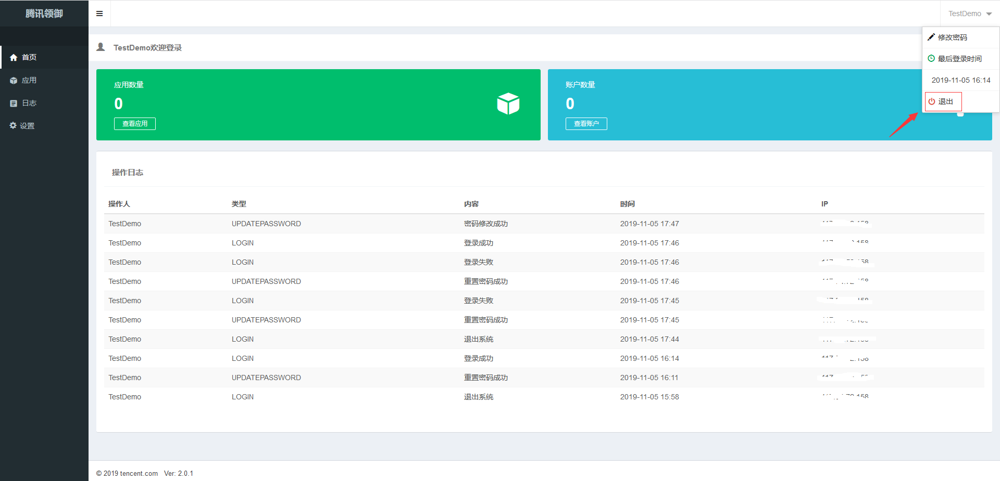 腾讯领御
TestDemo
修改密码
最后登录时间
2019-11-05 16:14
退出
TestDemo欢迎登录
首页
应用
日志
设置
应用数量
0
查看应用
账户数量
0
查看账户
操作日志
操作人 类型 内容 时间 IP
TestDemo UPDATEPASSWORD 密码修改成功 2019-11-05 17:47
TestDemo LOGIN 登录成功 2019-11-05 17:46
TestDemo LOGIN 登录失败 2019-11-05 17:46
TestDemo UPDATEPASSWORD 重置密码成功 2019-11-05 17:46
TestDemo LOGIN 登录失败 2019-11-05 17:45
TestDemo UPDATEPASSWORD 重置密码成功 2019-11-05 17:45
TestDemo LOGIN 退出系统 2019-11-05 17:44
TestDemo LOGIN 登录成功 2019-11-05 16:14
TestDemo UPDATEPASSWORD 重置密码成功 2019-11-05 16:11
TestDemo LOGIN 退出系统 2019-11-05 15:58
© 2019 tencent.com Ver: 2.0.1